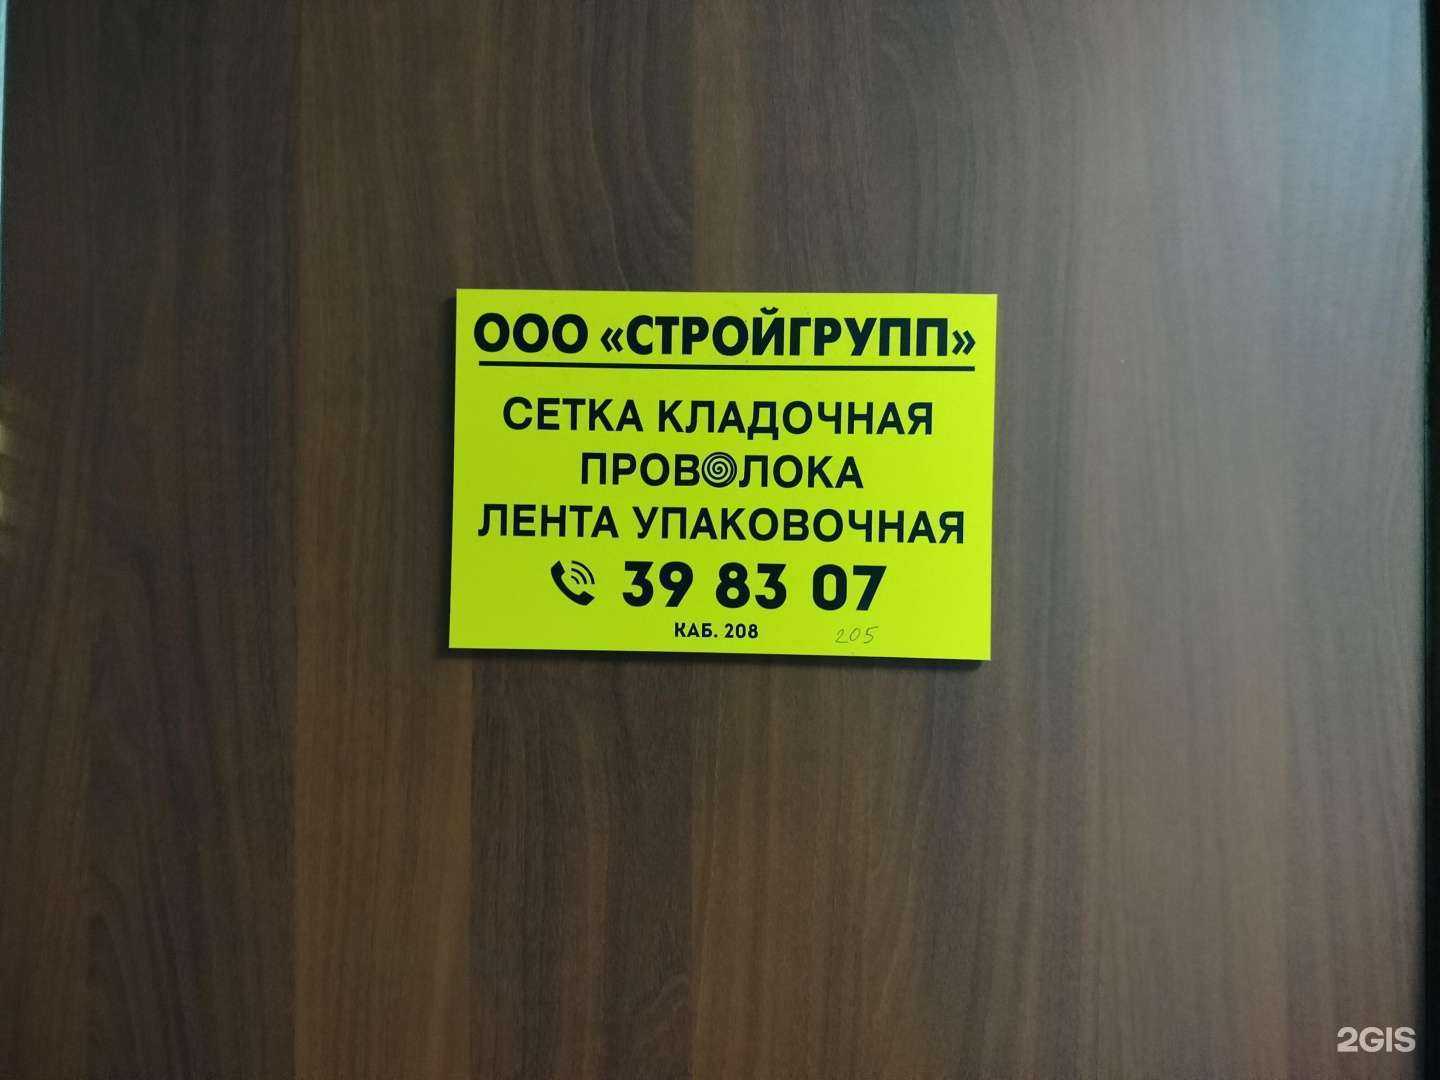 ООО «СТРОЙГРУПП»
СЕТКА КЛАДОЧНАЯ
ПРОВОЛОКА
ЛЕНТА УПАКОВОЧНАЯ
39 83 07
КАБ. 208 205
2GIS